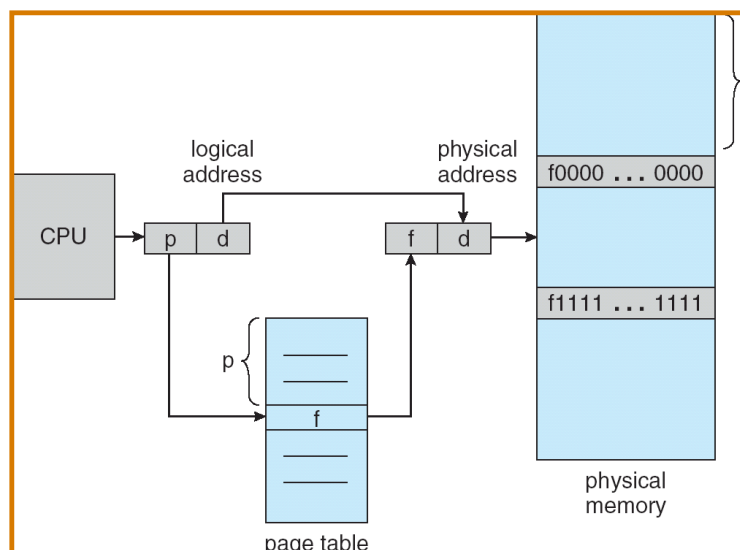 logical
address
physical
address
f0000 ... 0000
CPU
p
d
f
d
f1111 ... 1111
p
f
physical
memory
page table